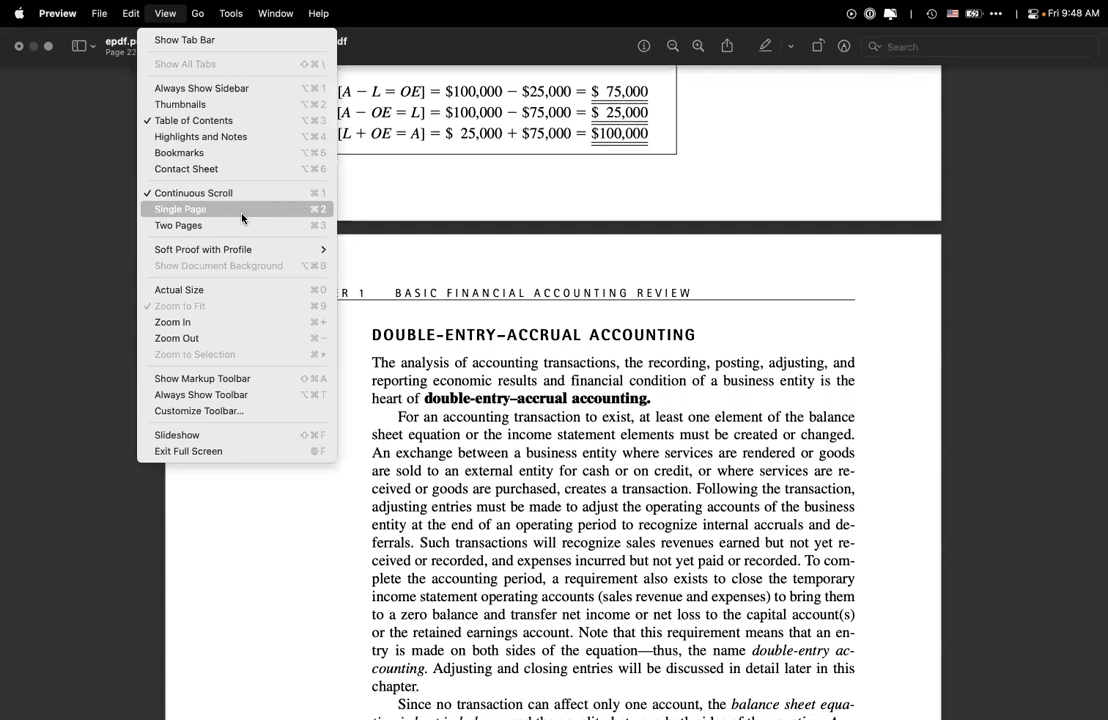 Preview File Edit View Go Tools Window Help Fri 9:48 AM
epdf.p df
Page 22
Search
Show Tab Bar
Show All Tabs ⇧⌘\
Always Show Sidebar ⌥⌘1
Thumbnails ⌥⌘2
✓ Table of Contents ⌥⌘3
Highlights and Notes ⌥⌘4
Bookmarks ⌥⌘5
Contact Sheet ⌥⌘6
✓ Continuous Scroll ⌘1
Single Page ⌘2
Two Pages ⌘3
Soft Proof with Profile >
Show Document Background ⌥⌘B
Actual Size ⌘0
✓ Zoom to Fit ⌘9
Zoom In ⌘+
Zoom Out ⌘−
Zoom to Selection ⌘*
Show Markup Toolbar ⇧⌘A
Always Show Toolbar ⌥⌘T
Customize Toolbar...
Slideshow ⇧⌘F
Exit Full Screen F
[A − L = OE] = $100,000 − $25,000 = $ 75,000
[A − OE = L] = $100,000 − $75,000 = $ 25,000
[L + OE = A] = $ 25,000 + $75,000 = $100,000
R 1 BASIC FINANCIAL ACCOUNTING REVIEW
DOUBLE–ENTRY–ACCRUAL ACCOUNTING
The analysis of accounting transactions, the recording, posting, adjusting, and
reporting economic results and financial condition of a business entity is the
heart of double-entry–accrual accounting.
For an accounting transaction to exist, at least one element of the balance
sheet equation or the income statement elements must be created or changed.
An exchange between a business entity where services are rendered or goods
are sold to an external entity for cash or on credit, or where services are re-
ceived or goods are purchased, creates a transaction. Following the transaction,
adjusting entries must be made to adjust the operating accounts of the business
entity at the end of an operating period to recognize internal accruals and de-
ferrals. Such transactions will recognize sales revenues earned but not yet re-
ceived or recorded, and expenses incurred but not yet paid or recorded. To com-
plete the accounting period, a requirement also exists to close the temporary
income statement operating accounts (sales revenue and expenses) to bring them
to a zero balance and transfer net income or net loss to the capital account(s)
or the retained earnings account. Note that this requirement means that an en-
try is made on both sides of the equation—thus, the name double-entry ac-
counting. Adjusting and closing entries will be discussed in detail later in this
chapter.
Since no transaction can affect only one account, the balance sheet equa-